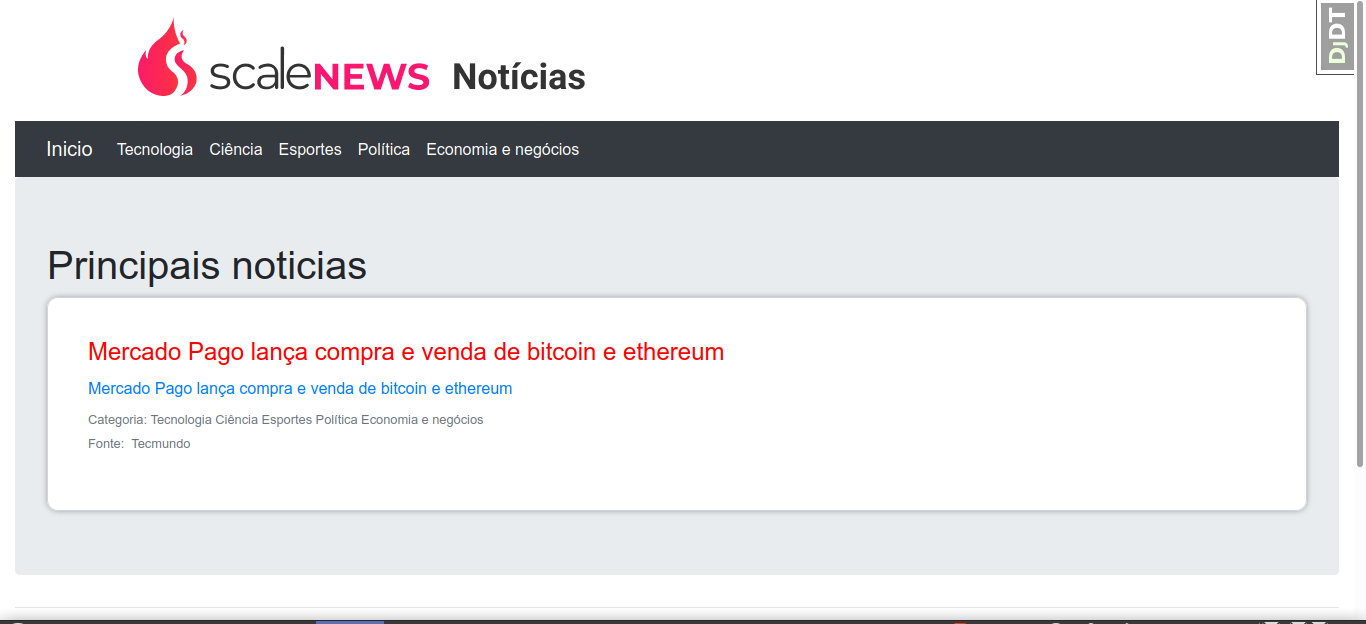 scaleNEWS Notícias
DjDT
Inicio Tecnologia Ciência Esportes Política Economia e negócios
Principais noticias
Mercado Pago lança compra e venda de bitcoin e ethereum
Mercado Pago lança compra e venda de bitcoin e ethereum
Categoria: Tecnologia Ciência Esportes Política Economia e negócios
Fonte: Tecmundo